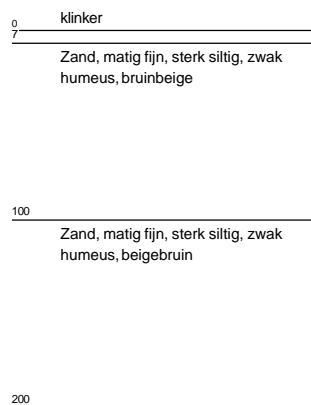 klinker
0
7
Zand, matig fijn, sterk siltig, zwak
humeus, bruinbeige
100
Zand, matig fijn, sterk siltig, zwak
humeus, beigebruin
200